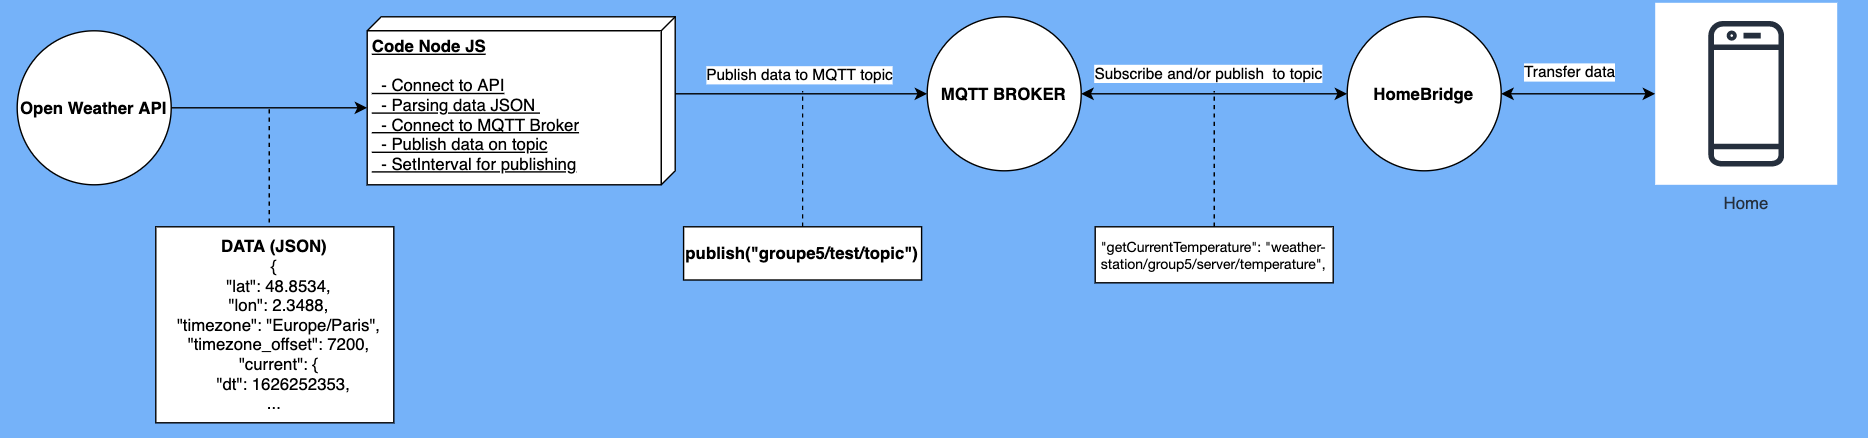 Open Weather API
Code Node JS
- Connect to API
- Parsing data JSON
- Connect to MQTT Broker
- Publish data on topic
- SetInterval for publishing
Publish data to MQTT topic
MQTT BROKER
Subscribe and/or publish to topic
HomeBridge
Transfer data
Home
DATA (JSON)
{
"lat": 48.8534,
"lon": 2.3488,
"timezone": "Europe/Paris",
"timezone_offset": 7200,
"current": {
"dt": 1626252353,
...
publish("groupe5/test/topic")
"getCurrentTemperature": "weather-
station/group5/server/temperature",